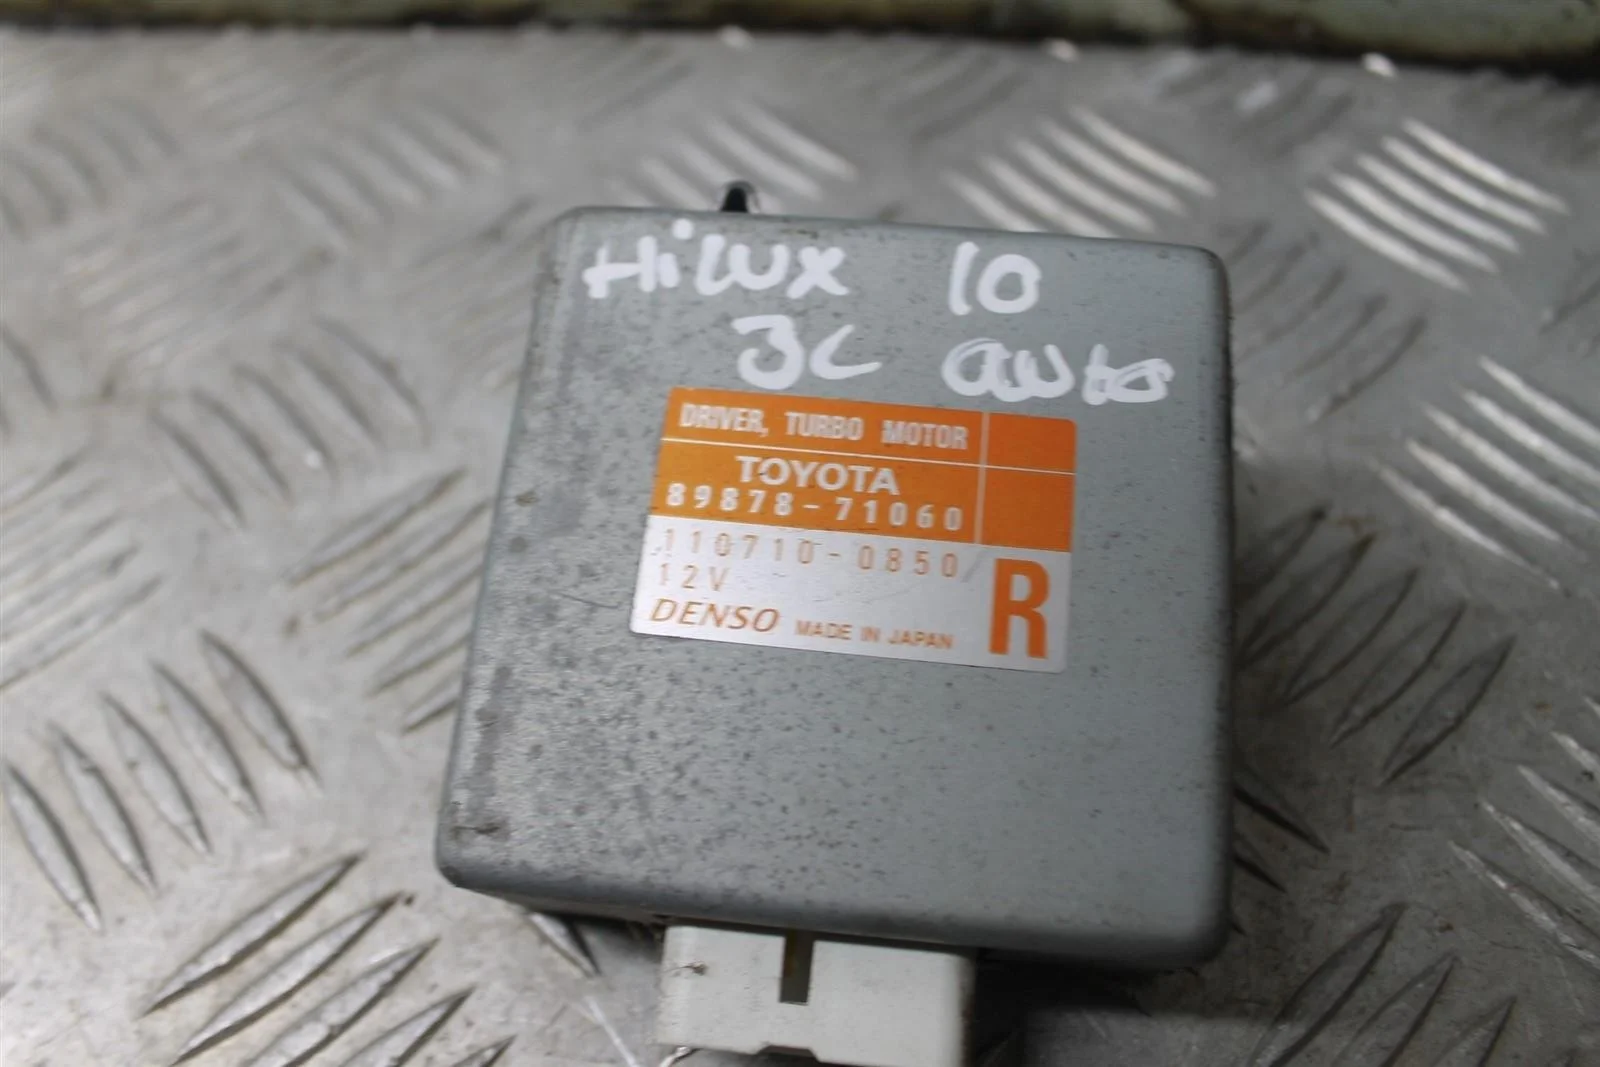 HiLux 10
3L auto
DRIVER, TURBO MOTOR
TOYOTA
89878-71060
110710-0850
12V
DENSO MADE IN JAPAN
R